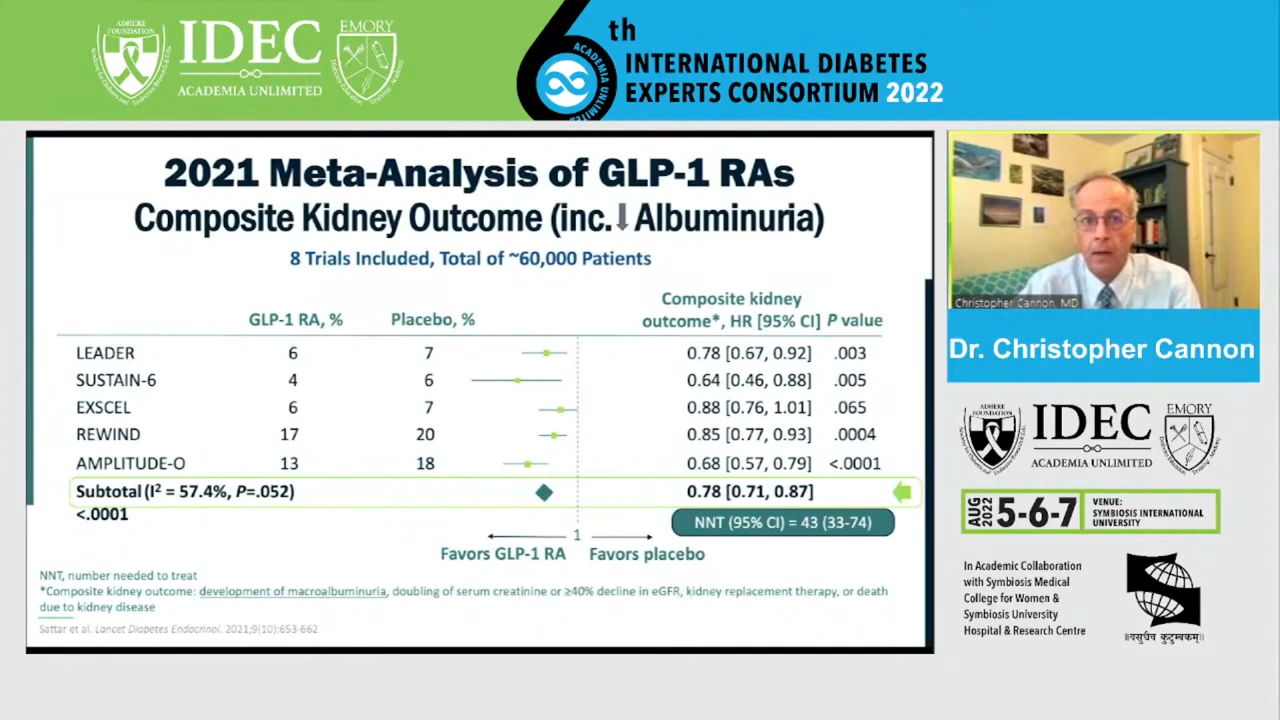 ADHERE
FOUNDATION
IDEC
ACADEMIA UNLIMITED
EMORY
6th
ACADEMIA UNLIMITED
INTERNATIONAL DIABETES
EXPERTS CONSORTIUM 2022
2021 Meta-Analysis of GLP-1 RAs
Composite Kidney Outcome (inc.⬇Albuminuria)
8 Trials Included, Total of ~60,000 Patients
GLP-1 RA, % Placebo, % Composite kidney
outcome*, HR [95% CI] P value
LEADER 6 7 0.78 [0.67, 0.92] .003
SUSTAIN-6 4 6 0.64 [0.46, 0.88] .005
EXSCEL 6 7 0.88 [0.76, 1.01] .065
REWIND 17 20 0.85 [0.77, 0.93] .0004
AMPLITUDE-O 13 18 0.68 [0.57, 0.79] <.0001
Subtotal (I² = 57.4%, P=.052) 0.78 [0.71, 0.87]
<.0001
NNT (95% CI) = 43 (33-74)
1
Favors GLP-1 RA Favors placebo
NNT, number needed to treat
*Composite kidney outcome: development of macroalbuminuria, doubling of serum creatinine or ≥40% decline in eGFR, kidney replacement therapy, or death
due to kidney disease
Sattar et al. Lancet Diabetes Endocrinol. 2021;9(10):653-662
Christopher Cannon, MD
Dr. Christopher Cannon
ADHERE
FOUNDATION
IDEC
ACADEMIA UNLIMITED
EMORY
AUG
2022
5-6-7
VENUE:
SYMBIOSIS INTERNATIONAL
UNIVERSITY
In Academic Collaboration
with Symbiosis Medical
College for Women &
Symbiosis University
Hospital & Research Centre
॥वसुधैव कुटुम्बकम्॥